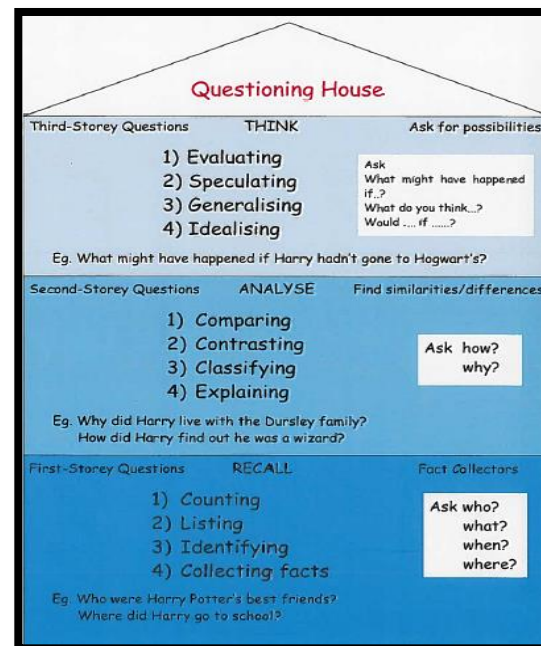 Questioning House
Third-Storey Questions THINK Ask for possibilities
1) Evaluating
2) Speculating
3) Generalising
4) Idealising
Ask
What might have happened
if..?
What do you think...?
Would .... if ......?
Eg. What might have happened if Harry hadn't gone to Hogwart's?
Second-Storey Questions ANALYSE Find similarities/differences
1) Comparing
2) Contrasting
3) Classifying
4) Explaining
Ask how?
why?
Eg. Why did Harry live with the Dursley family?
How did Harry find out he was a wizard?
First-Storey Questions RECALL Fact Collectors
1) Counting
2) Listing
3) Identifying
4) Collecting facts
Ask who?
what?
when?
where?
Eg. Who were Harry Potter's best friends?
Where did Harry go to school?